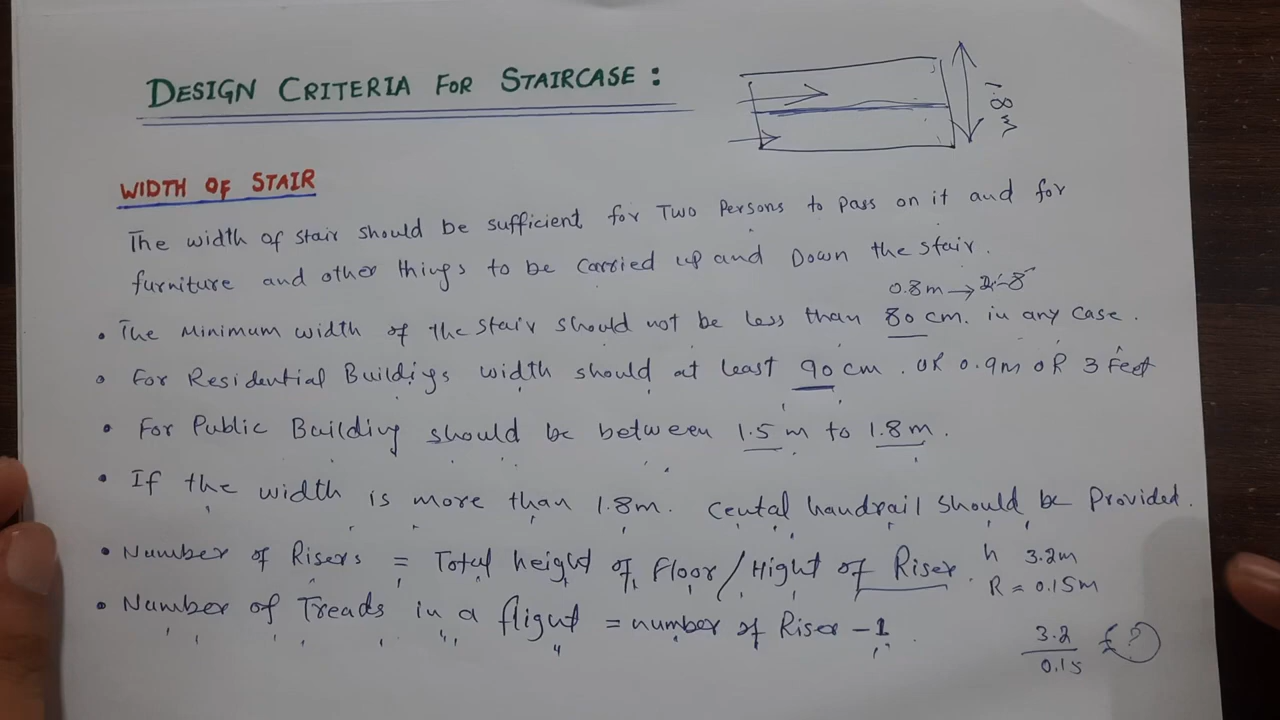 DESIGN CRITERIA FOR STAIRCASE :
1.8m
WIDTH OF STAIR
The width of stair should be sufficient for Two Persons to pass on it and for
furniture and other things to be carried up and Down the stair.
0.8m →
• The Minimum width of the stair should not be less than 80 cm. in any case.
• For Residential Buildigs width should at least 90 cm. OR 0.9m OR 3 Feet
• For Public Building should be between 1.5 m to 1.8 m.
• If the width is more than 1.8m. Cental handrail should be Provided.
• Number of Risers = Total height of Floor / Hight of Riser. h 3.2m
R = 0.15m
• Number of Treads in a flight = number of Riser - 1
3.2
= ?
0.15